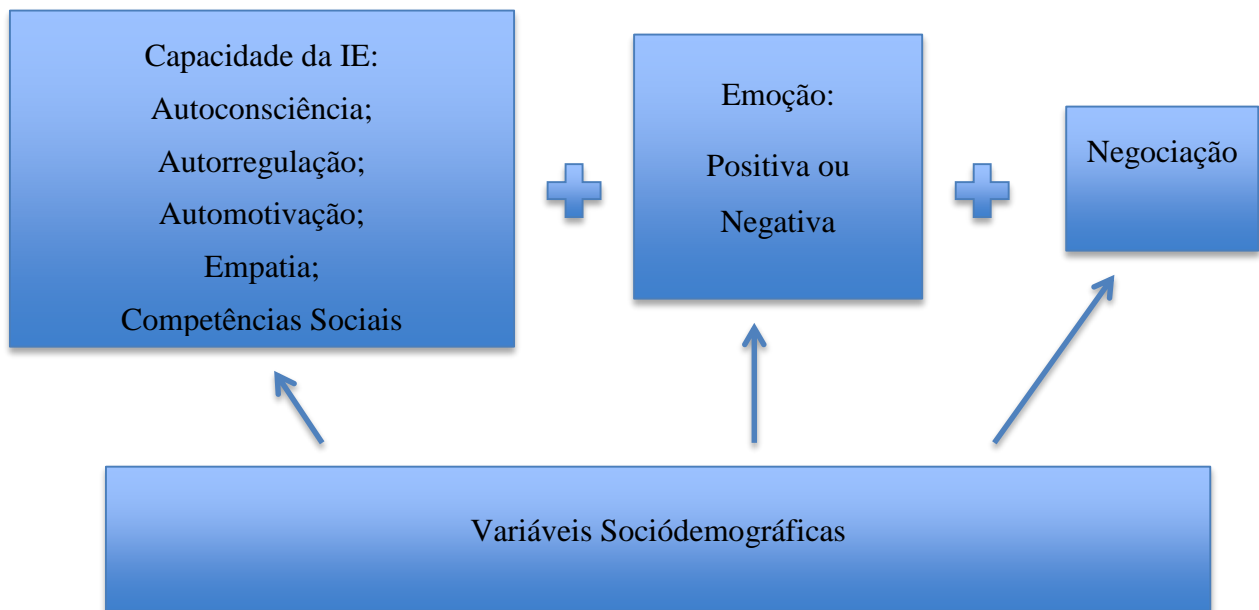 Capacidade da IE:
Autoconsciência;
Autorregulação;
Automotivação;
Empatia;
Competências Sociais
Emoção:
Positiva ou
Negativa
Negociação
Variáveis Sociódemográficas